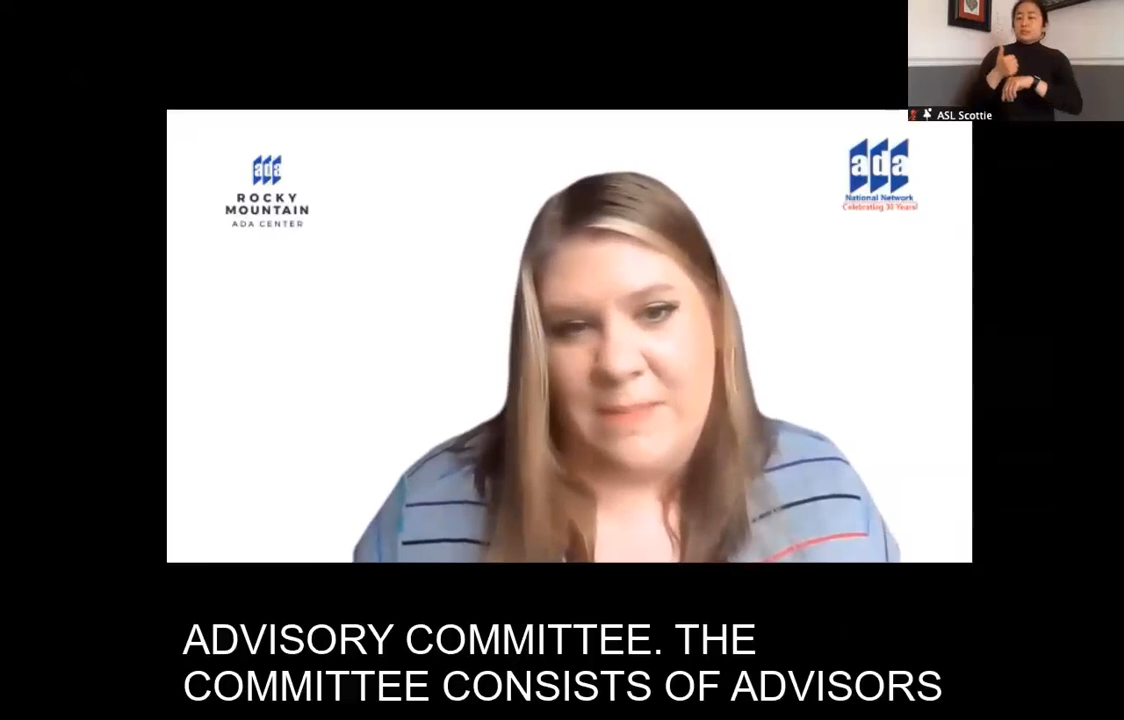 ASL Scottie
ada
ROCKY
MOUNTAIN
ADA CENTER
ada
National Network
Celebrating 30 Years!
ADVISORY COMMITTEE. THE
COMMITTEE CONSISTS OF ADVISORS